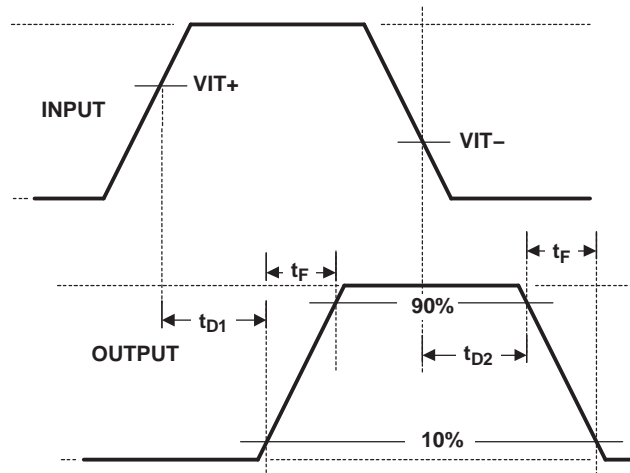 VIT+
INPUT
VIT−
tF
tF
90%
tD1
OUTPUT
tD2
10%